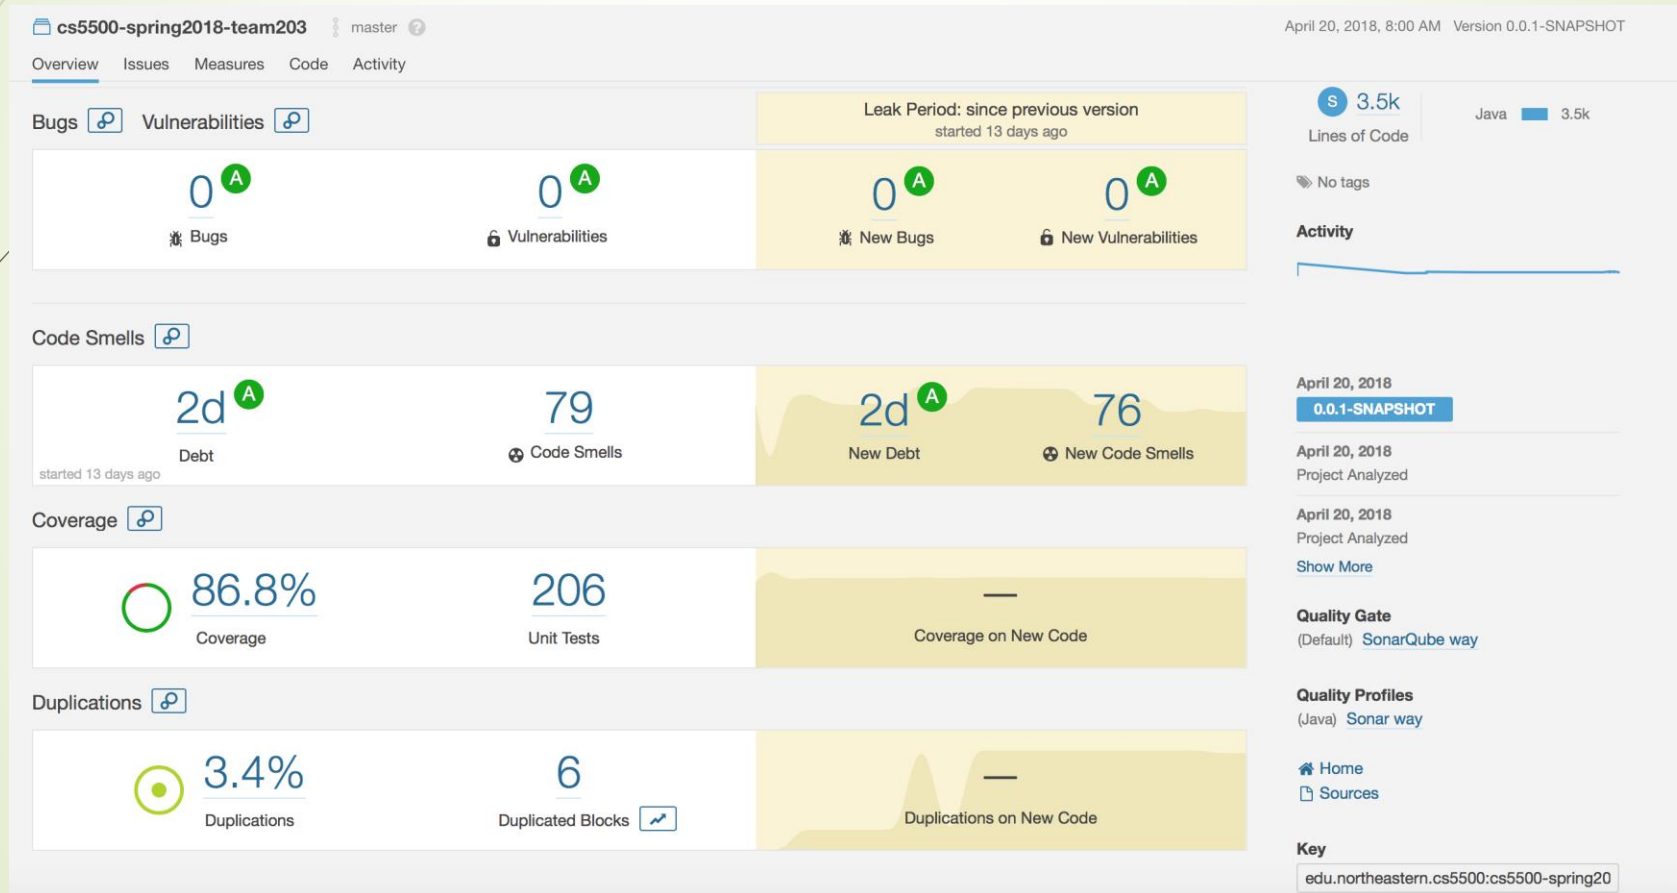 cs5500-spring2018-team203 master
April 20, 2018, 8:00 AM Version 0.0.1-SNAPSHOT
Overview Issues Measures Code Activity
Bugs Vulnerabilities
Leak Period: since previous version
started 13 days ago
0 A
Bugs
0 A
Vulnerabilities
0 A
New Bugs
0 A
New Vulnerabilities
Code Smells
2d A
Debt
started 13 days ago
79
Code Smells
2d A
New Debt
76
New Code Smells
Coverage
86.8%
Coverage
206
Unit Tests
—
Coverage on New Code
Duplications
3.4%
Duplications
6
Duplicated Blocks
—
Duplications on New Code
S 3.5k
Lines of Code
Java 3.5k
No tags
Activity
April 20, 2018
0.0.1-SNAPSHOT
April 20, 2018
Project Analyzed
April 20, 2018
Project Analyzed
Show More
Quality Gate
(Default) SonarQube way
Quality Profiles
(Java) Sonar way
Home
Sources
Key
edu.northeastern.cs5500:cs5500-spring20